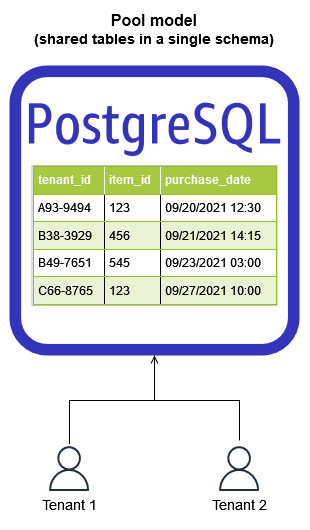 Pool model
(shared tables in a single schema)
PostgreSQL
tenant_id item_id purchase_date
A93-9494 123 09/20/2021 12:30
B38-3929 456 09/21/2021 14:15
B49-7651 545 09/23/2021 03:00
C66-8765 123 09/27/2021 10:00
Tenant 1 Tenant 2